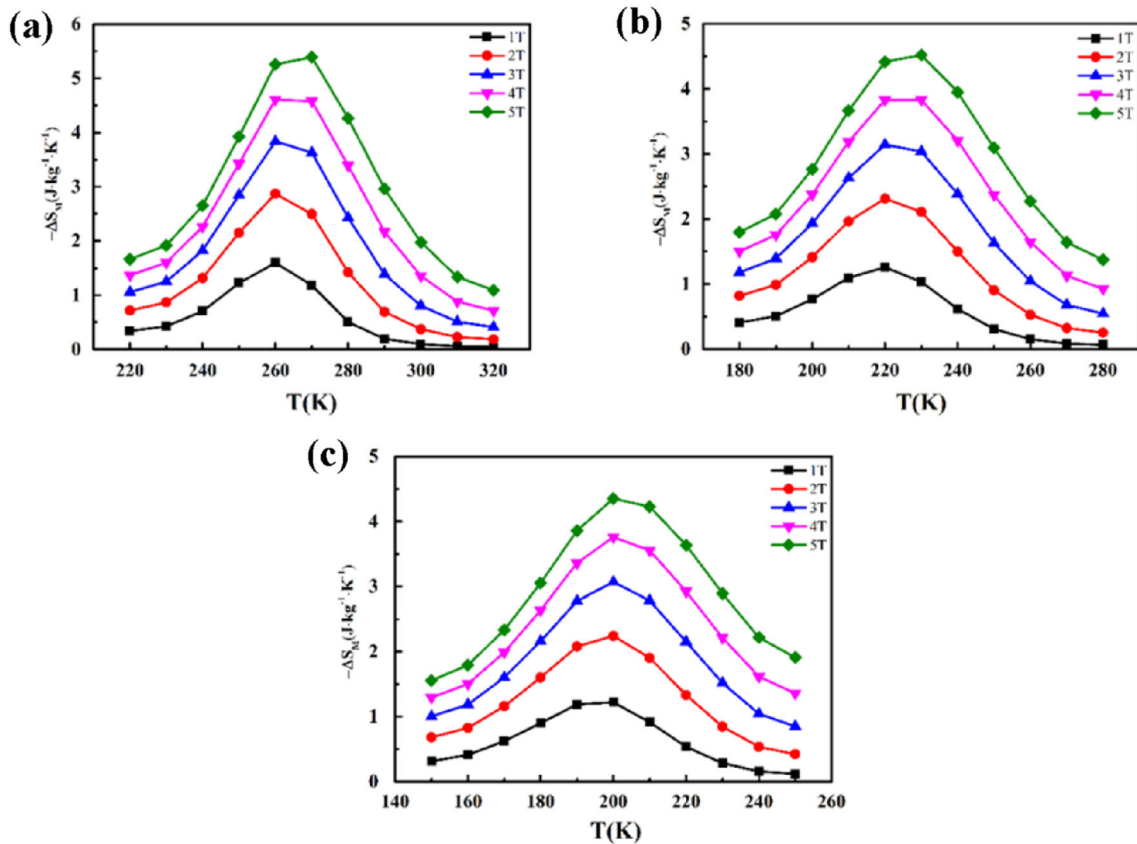 (a)
6
5
4
3
2
1
0
−ΔS_M(J·kg⁻¹·K⁻¹)
1T
2T
3T
4T
5T
220 240 260 280 300 320
T(K)
(b)
5
4
3
2
1
0
−ΔS_M(J·kg⁻¹·K⁻¹)
1T
2T
3T
4T
5T
180 200 220 240 260 280
T(K)
(c)
5
4
3
2
1
0
−ΔS_M(J·kg⁻¹·K⁻¹)
1T
2T
3T
4T
5T
140 160 180 200 220 240 260
T(K)